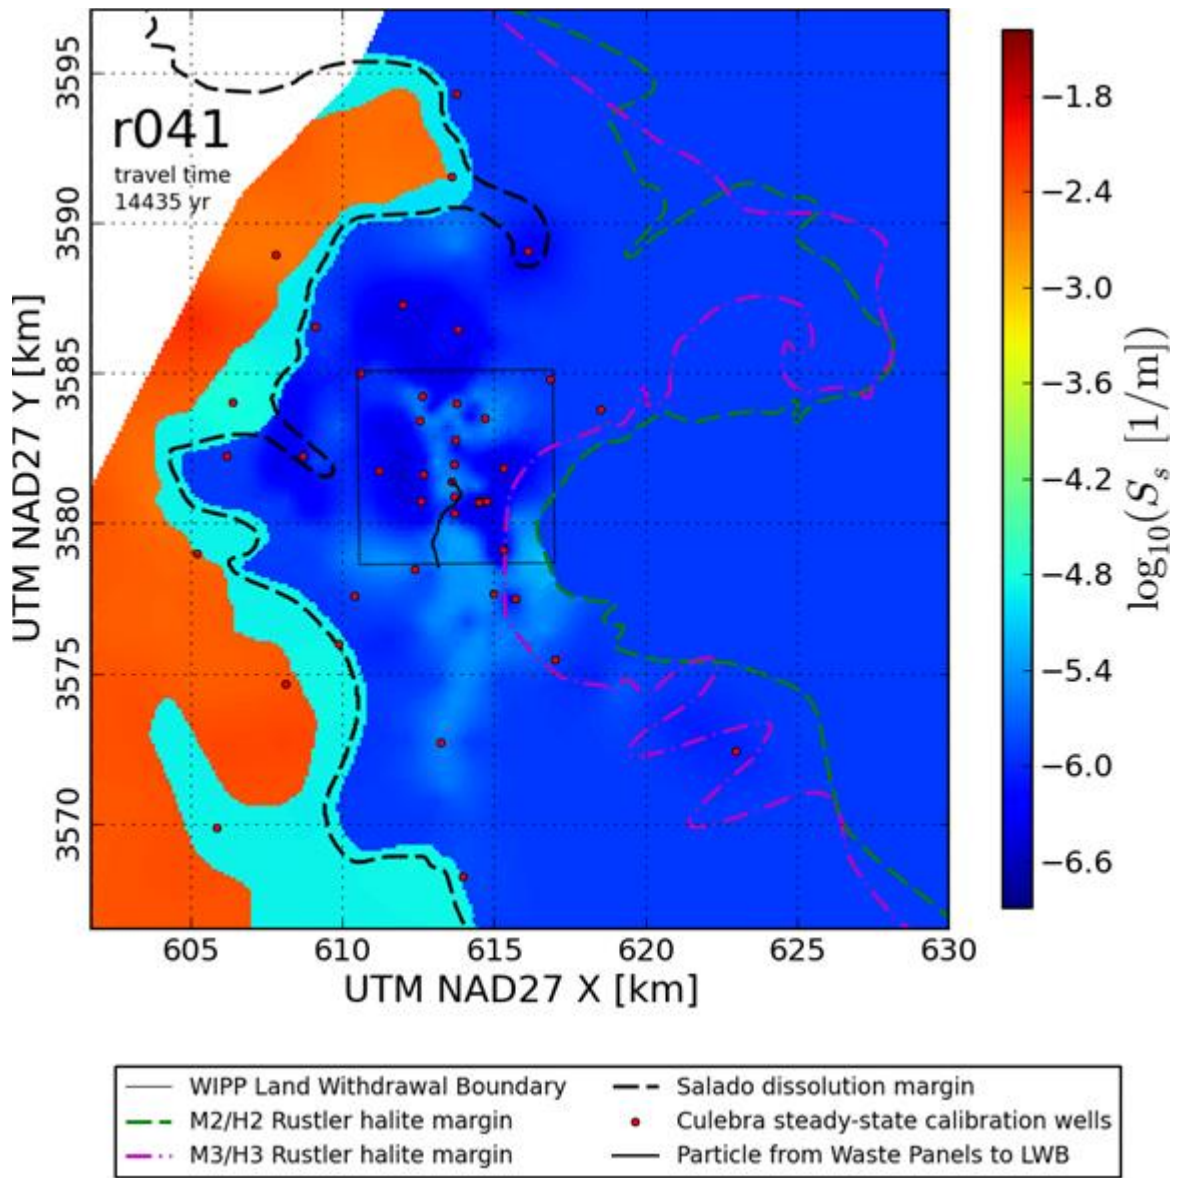 r041
travel time
14435 yr
3595
3590
3585
3580
3575
3570
UTM NAD27 Y [km]
605 610 615 620 625 630
UTM NAD27 X [km]
−1.8
−2.4
−3.0
−3.6
−4.2
−4.8
−5.4
−6.0
−6.6
log₁₀(Sₛ [1/m])
WIPP Land Withdrawal Boundary
M2/H2 Rustler halite margin
M3/H3 Rustler halite margin
Salado dissolution margin
Culebra steady-state calibration wells
Particle from Waste Panels to LWB